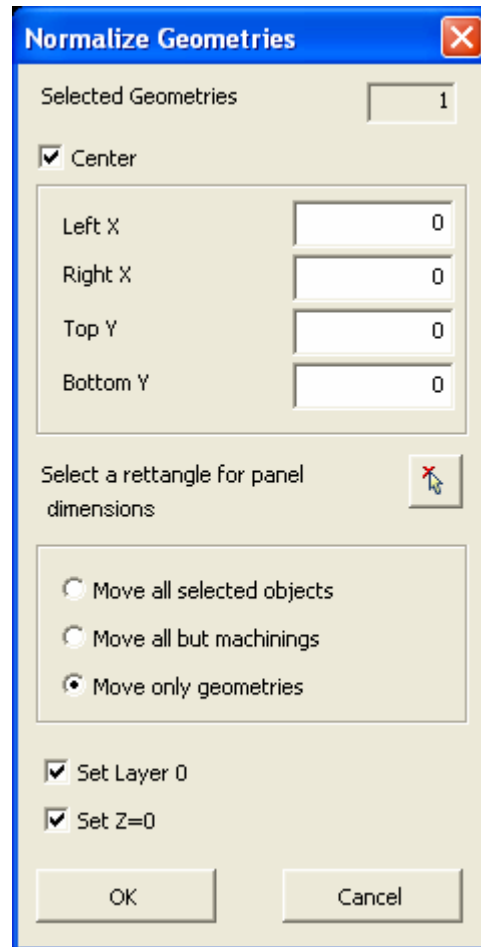 Normalize Geometries
Selected Geometries 1
Center
Left X 0
Right X 0
Top Y 0
Bottom Y 0
Select a rettangle for panel
dimensions
Move all selected objects
Move all but machinings
Move only geometries
Set Layer 0
Set Z=0
OK Cancel